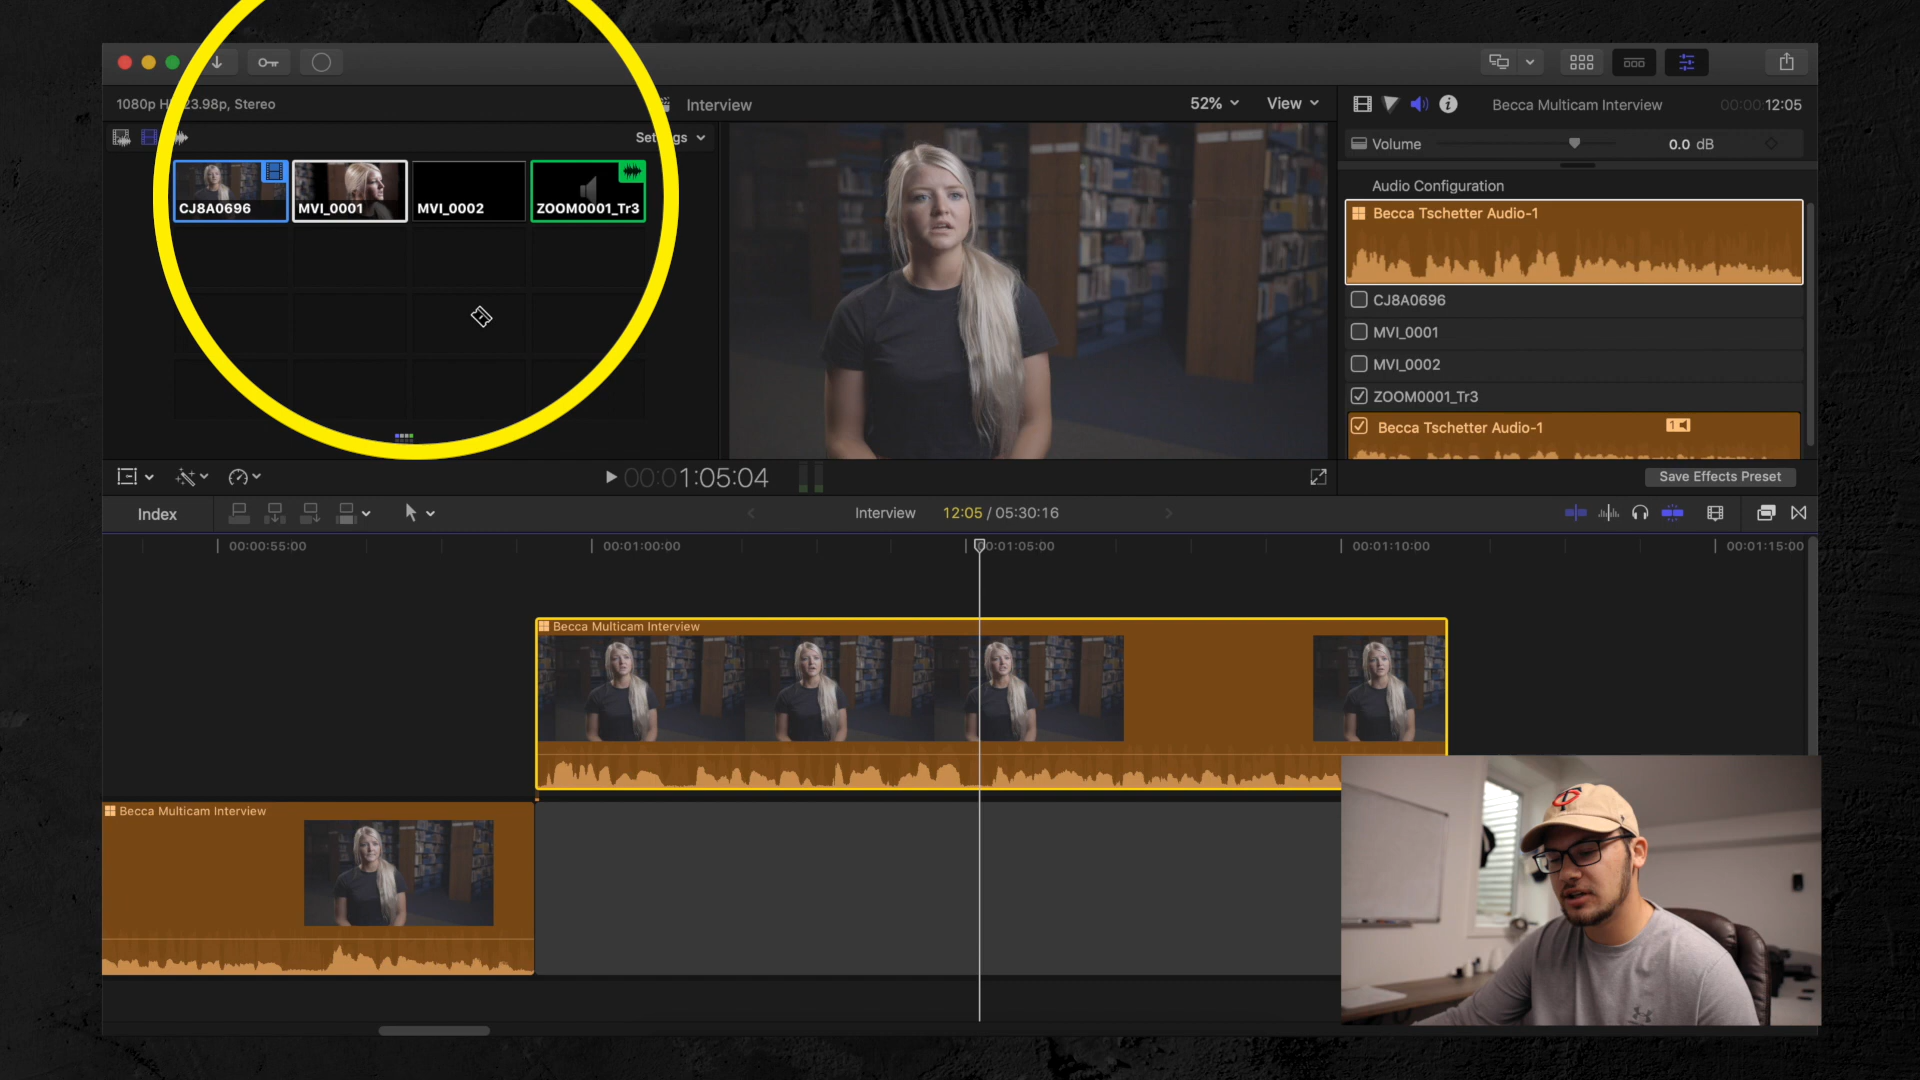 1080p H 23.98p, Stereo
Interview
52%
View
Becca Multicam Interview
00:00:12:05
Settings
Volume
0.0 dB
CJ8A0696
MVI_0001
MVI_0002
ZOOM0001_Tr3
Audio Configuration
Becca Tschetter Audio-1
CJ8A0696
MVI_0001
MVI_0002
ZOOM0001_Tr3
Becca Tschetter Audio-1
1
00:01:05:04
Save Effects Preset
Index
Interview
12:05 / 05:30:16
00:00:55:00
00:01:00:00
00:01:05:00
00:01:10:00
00:01:15:00
Becca Multicam Interview
Becca Multicam Interview